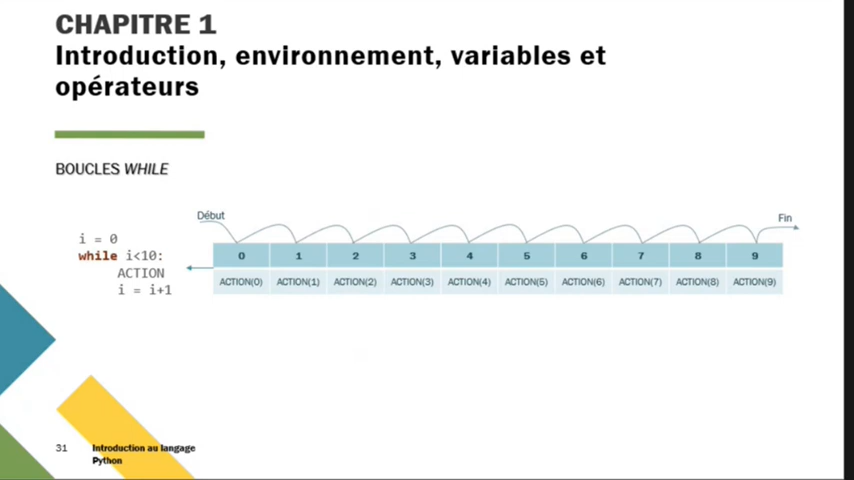 CHAPITRE 1
Introduction, environnement, variables et
opérateurs
BOUCLES WHILE
Début
Fin
i = 0
while i<10:
ACTION
i = i+1
0 1 2 3 4 5 6 7 8 9
ACTION(0) ACTION(1) ACTION(2) ACTION(3) ACTION(4) ACTION(5) ACTION(6) ACTION(7) ACTION(8) ACTION(9)
31 Introduction au langage
Python